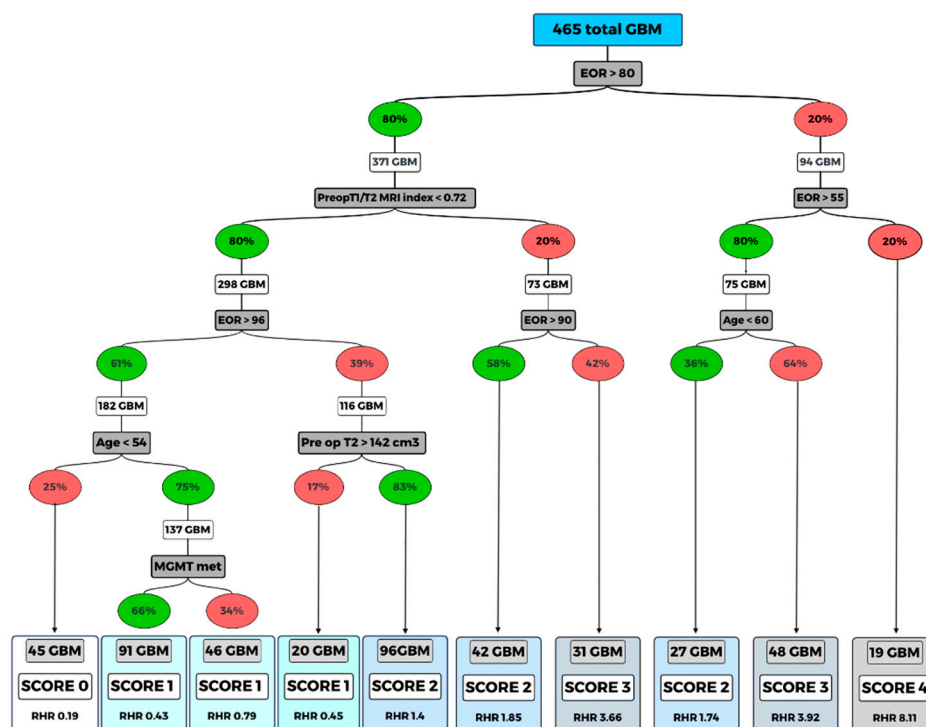 465 total GBM
EOR > 80
80%
20%
371 GBM
94 GBM
PreopT1/T2 MRI index < 0.72
EOR > 55
80%
20%
80%
20%
298 GBM
73 GBM
75 GBM
EOR > 96
EOR > 90
Age < 60
61%
39%
58%
42%
36%
64%
182 GBM
116 GBM
Age < 54
Pre op T2 > 142 cm3
25%
75%
17%
83%
137 GBM
MGMT met
66%
34%
45 GBM
91 GBM
46 GBM
20 GBM
96GBM
42 GBM
31 GBM
27 GBM
48 GBM
19 GBM
SCORE 0
SCORE 1
SCORE 1
SCORE 1
SCORE 2
SCORE 2
SCORE 3
SCORE 2
SCORE 3
SCORE 4
RHR 0.19
RHR 0.43
RHR 0.79
RHR 0.45
RHR 1.4
RHR 1.85
RHR 3.66
RHR 1.74
RHR 3.92
RHR 8.11